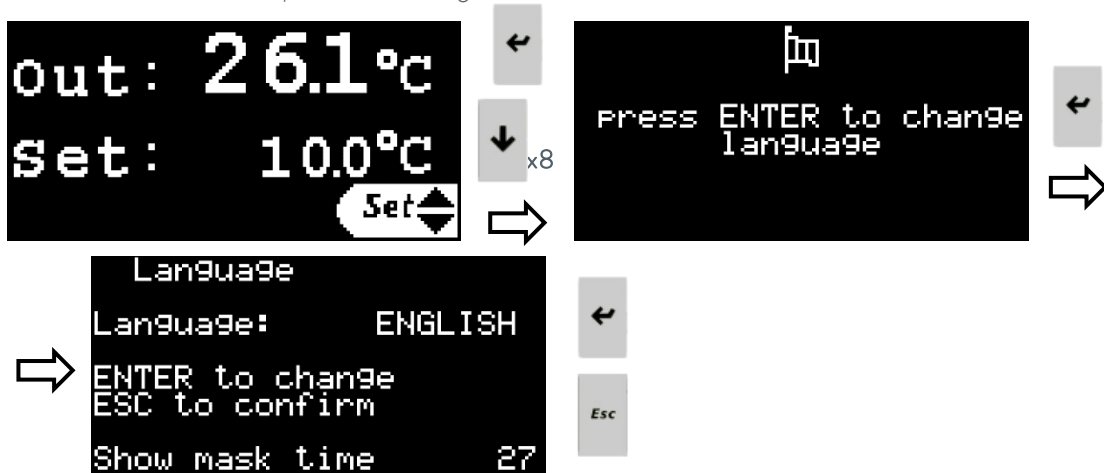 out: 26.1°C
Set: 10.0°C
Set
x8
press ENTER to change
language
Language
Language: ENGLISH
ENTER to change
ESC to confirm
Show mask time 27
Esc